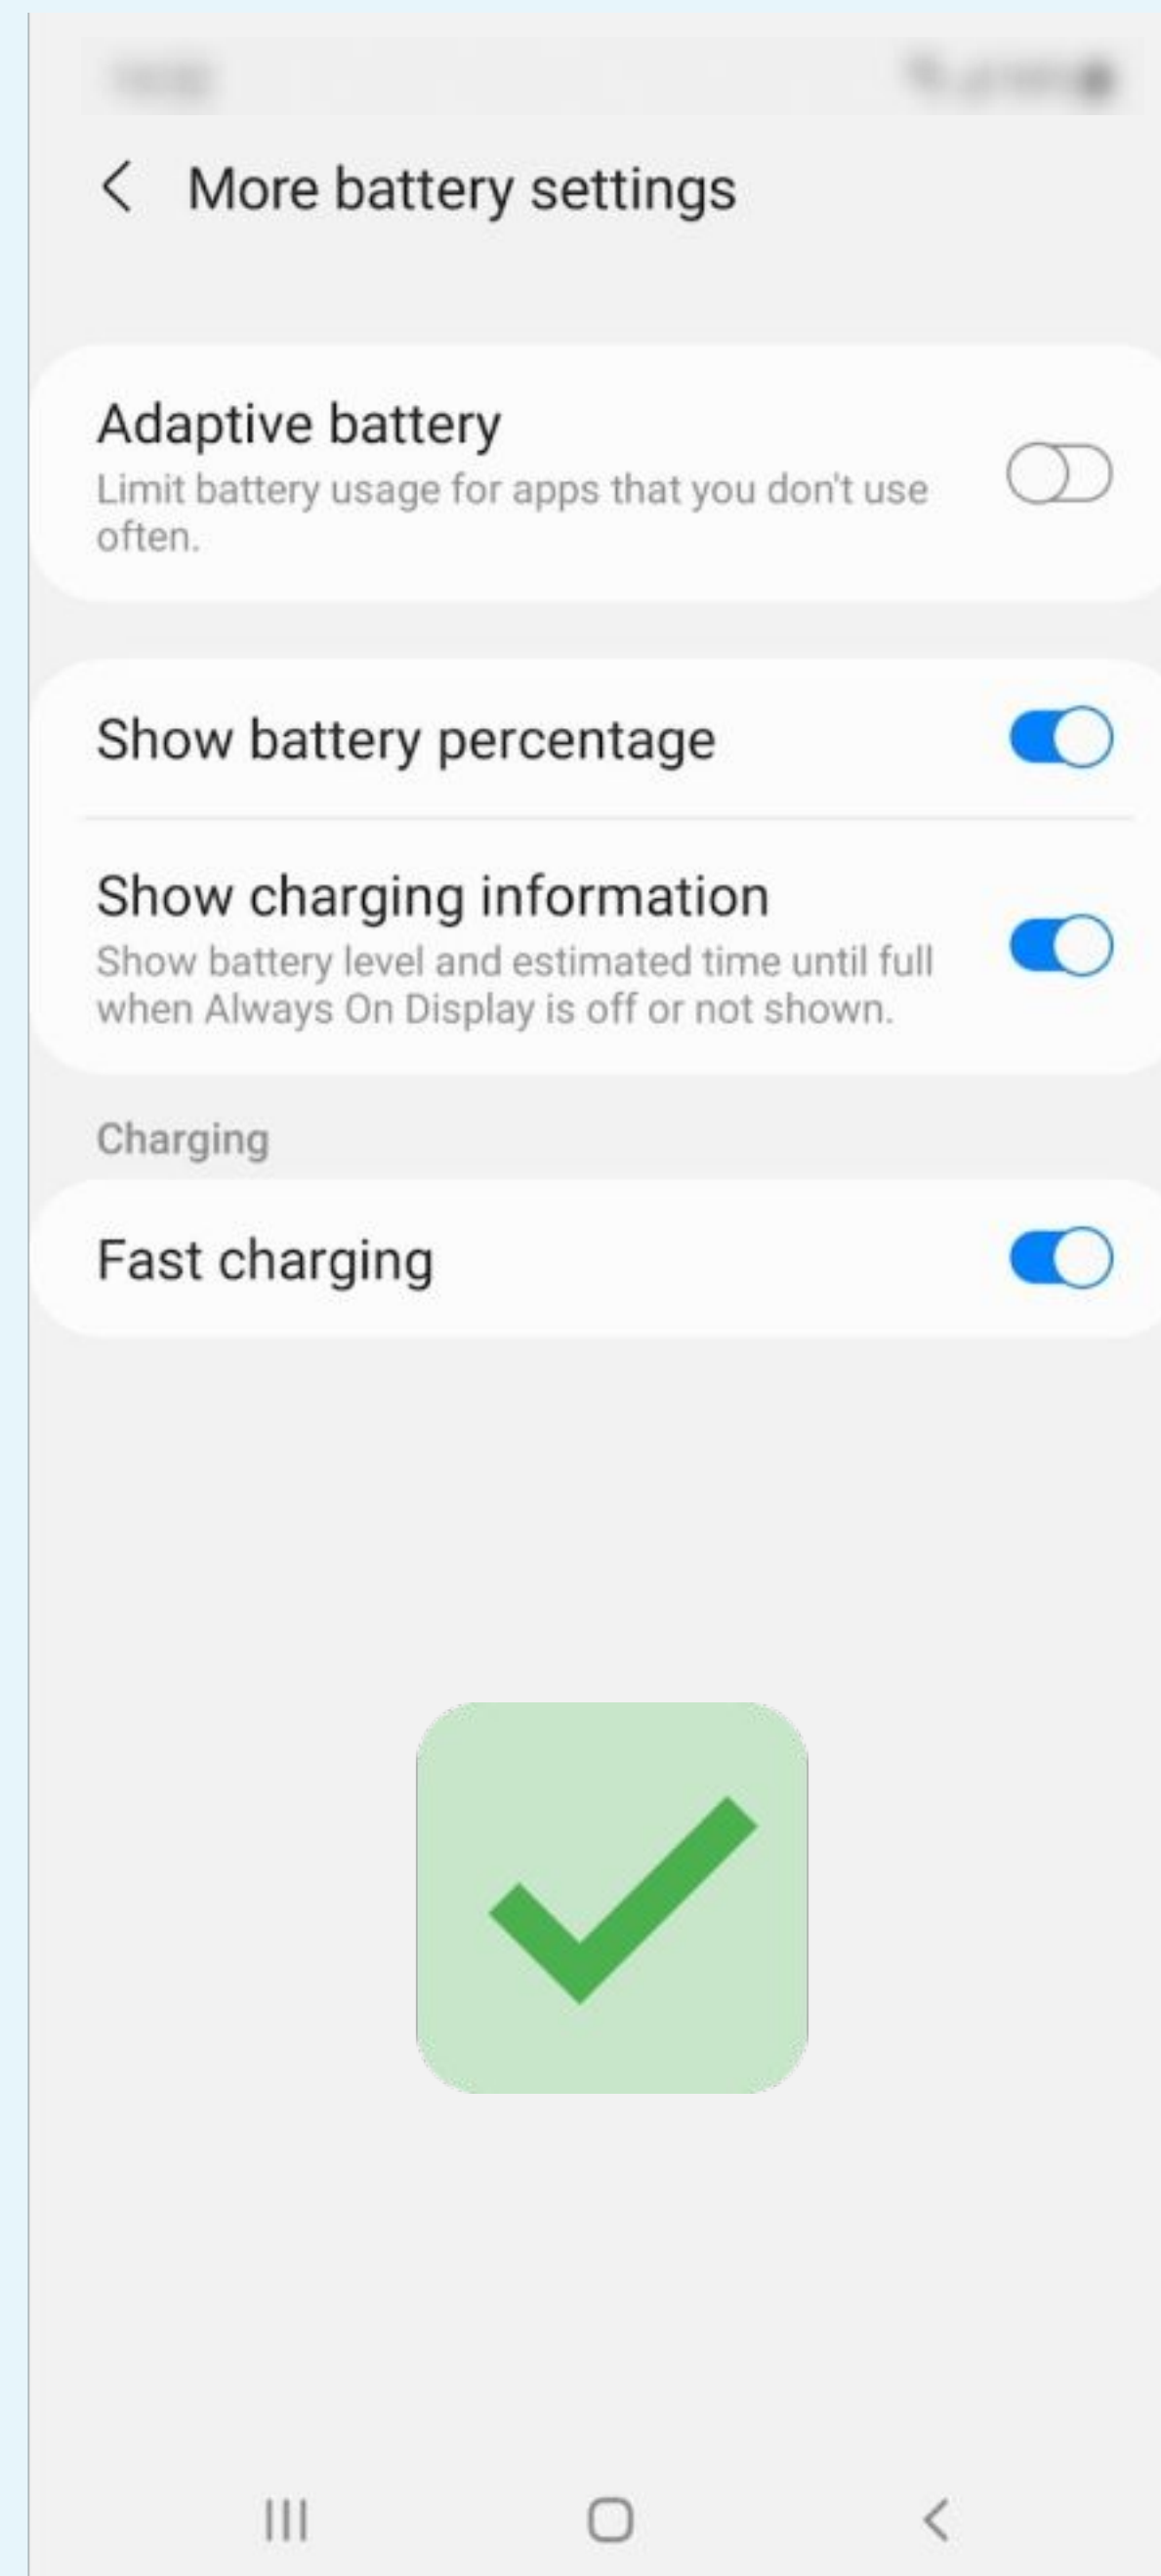 More battery settings
Adaptive battery
Limit battery usage for apps that you don't use
often.
Show battery percentage
Show charging information
Show battery level and estimated time until full
when Always On Display is off or not shown.
Charging
Fast charging